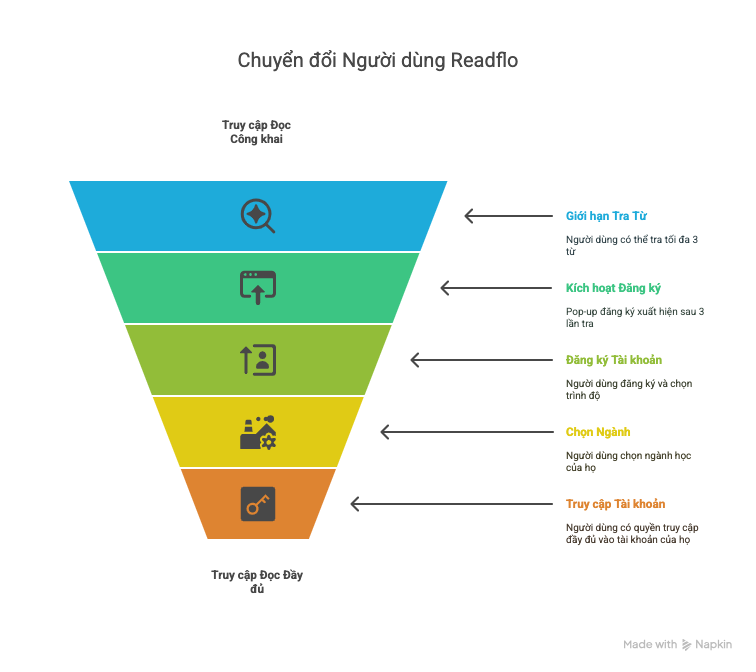 Chuyển đổi Người dùng Readflo
Truy cập Đọc
Công khai
Giới hạn Tra Từ
Người dùng có thể tra tối đa 3
từ
Kích hoạt Đăng ký
Pop-up đăng ký xuất hiện sau 3
lần tra
Đăng ký Tài khoản
Người dùng đăng ký và chọn
trình độ
Chọn Ngành
Người dùng chọn ngành học
của họ
Truy cập Tài khoản
Người dùng có quyền truy cập
đầy đủ vào tài khoản của họ
Truy cập Đọc Đầy
đủ
Made with Napkin